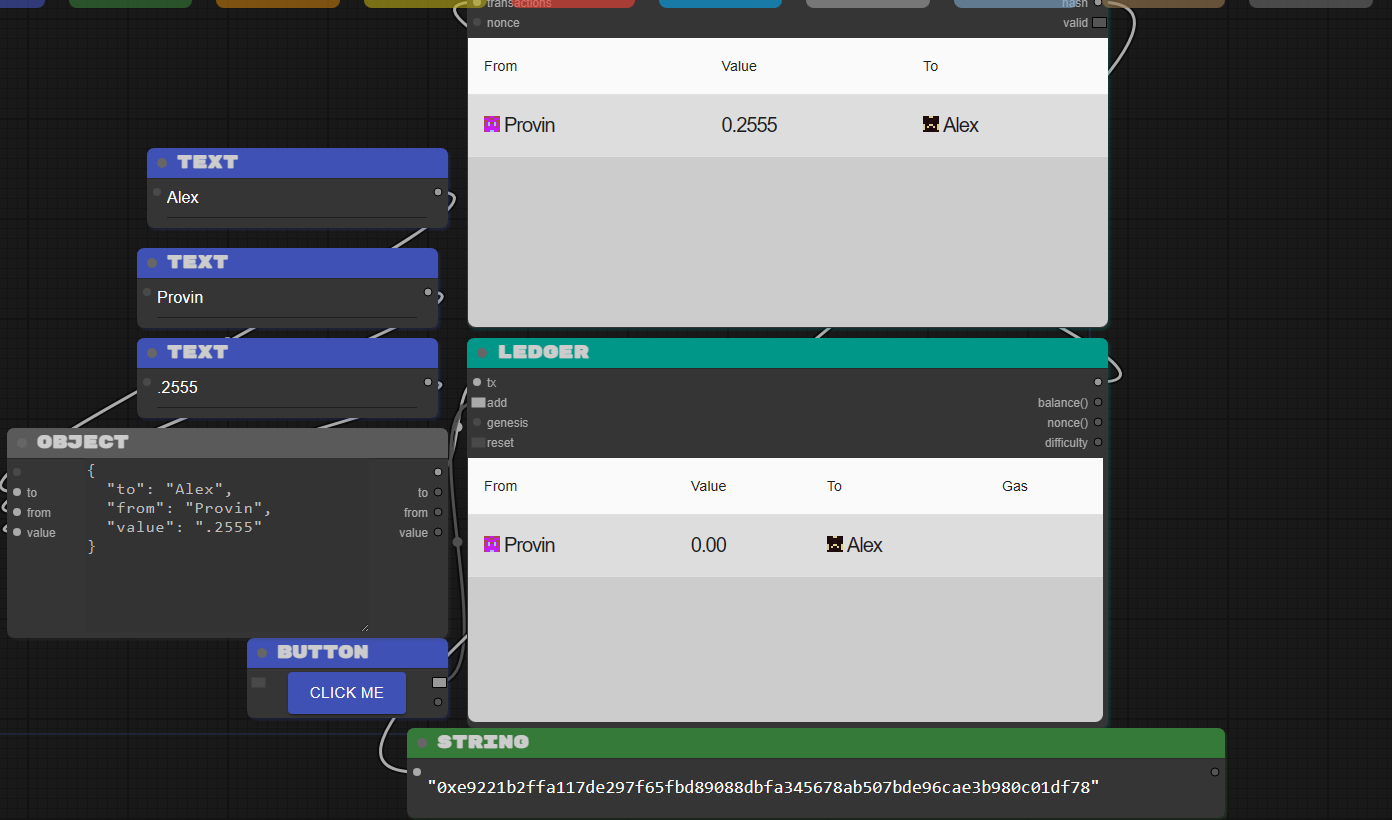 transactions
hash
nonce
valid
From Value To
Provin 0.2555 Alex
TEXT
Alex
TEXT
Provin
TEXT
.2555
LEDGER
tx
add balance()
genesis nonce()
reset difficulty
From Value To Gas
Provin 0.00 Alex
OBJECT
{
to "to": "Alex", to
from "from": "Provin", from
value "value": ".2555" value
}
BUTTON
CLICK ME
STRING
"0xe9221b2ffa117de297f65fbd89088dbfa345678ab507bde96cae3b980c01df78"